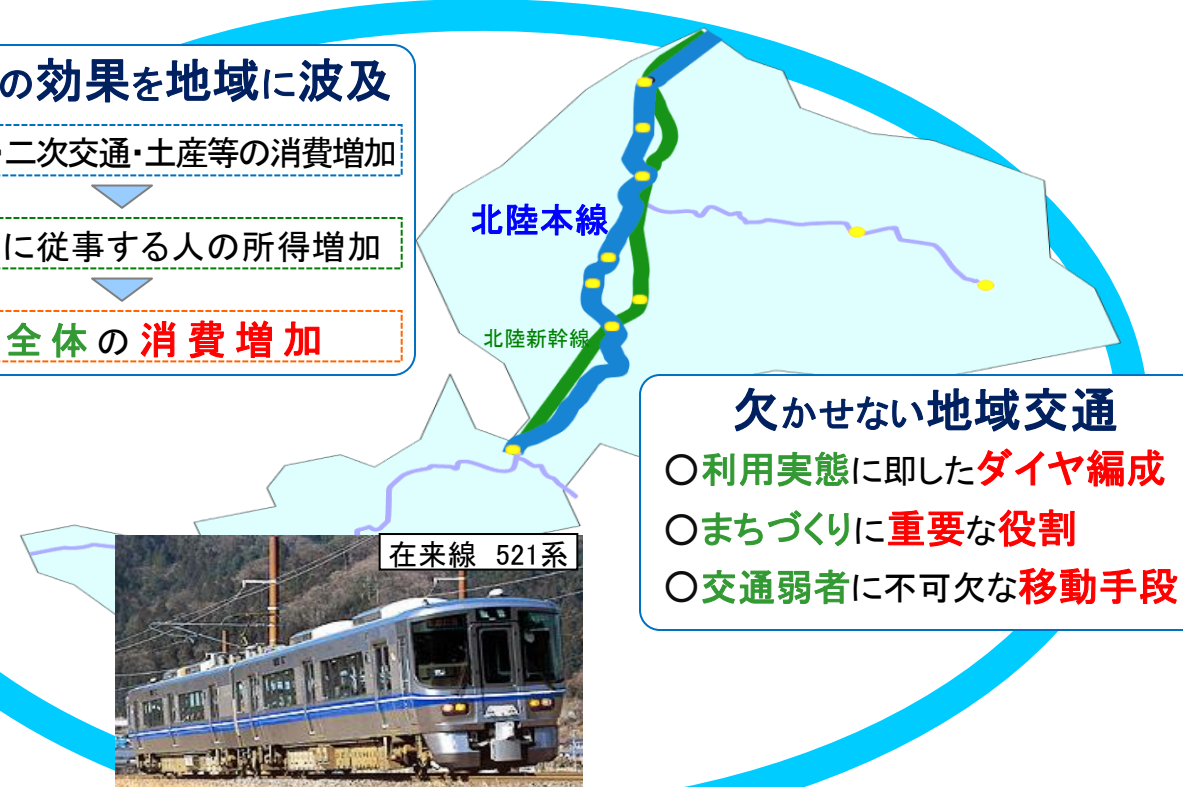 の効果を地域に波及
・二次交通・土産等の消費増加
に従事する人の所得増加
全体の消費増加
北陸本線
北陸新幹線
欠かせない地域交通
○利用実態に即したダイヤ編成
○まちづくりに重要な役割
○交通弱者に不可欠な移動手段
在来線 521系